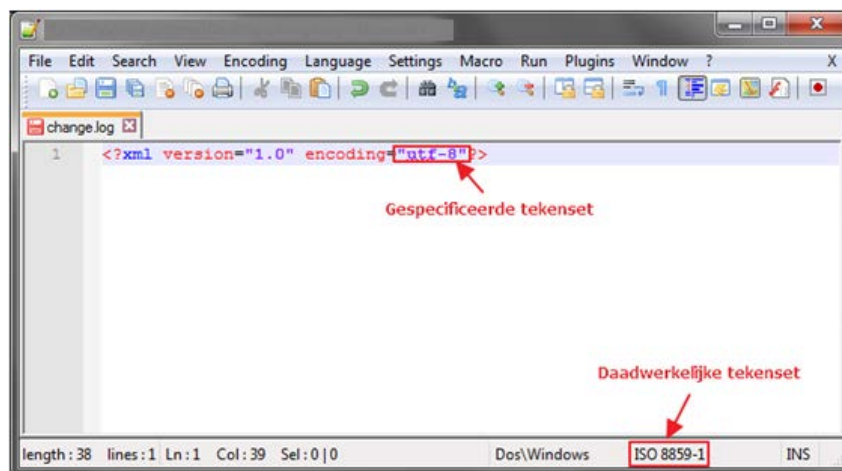 File Edit Search View Encoding Language Settings Macro Run Plugins Window ? X
change.log
1 <?xml version="1.0" encoding="utf-8"?>
Gespecificeerde tekenset
Daadwerkelijke tekenset
length : 38 lines : 1 Ln : 1 Col : 39 Sel : 0 | 0 Dos\Windows ISO 8859-1 INS